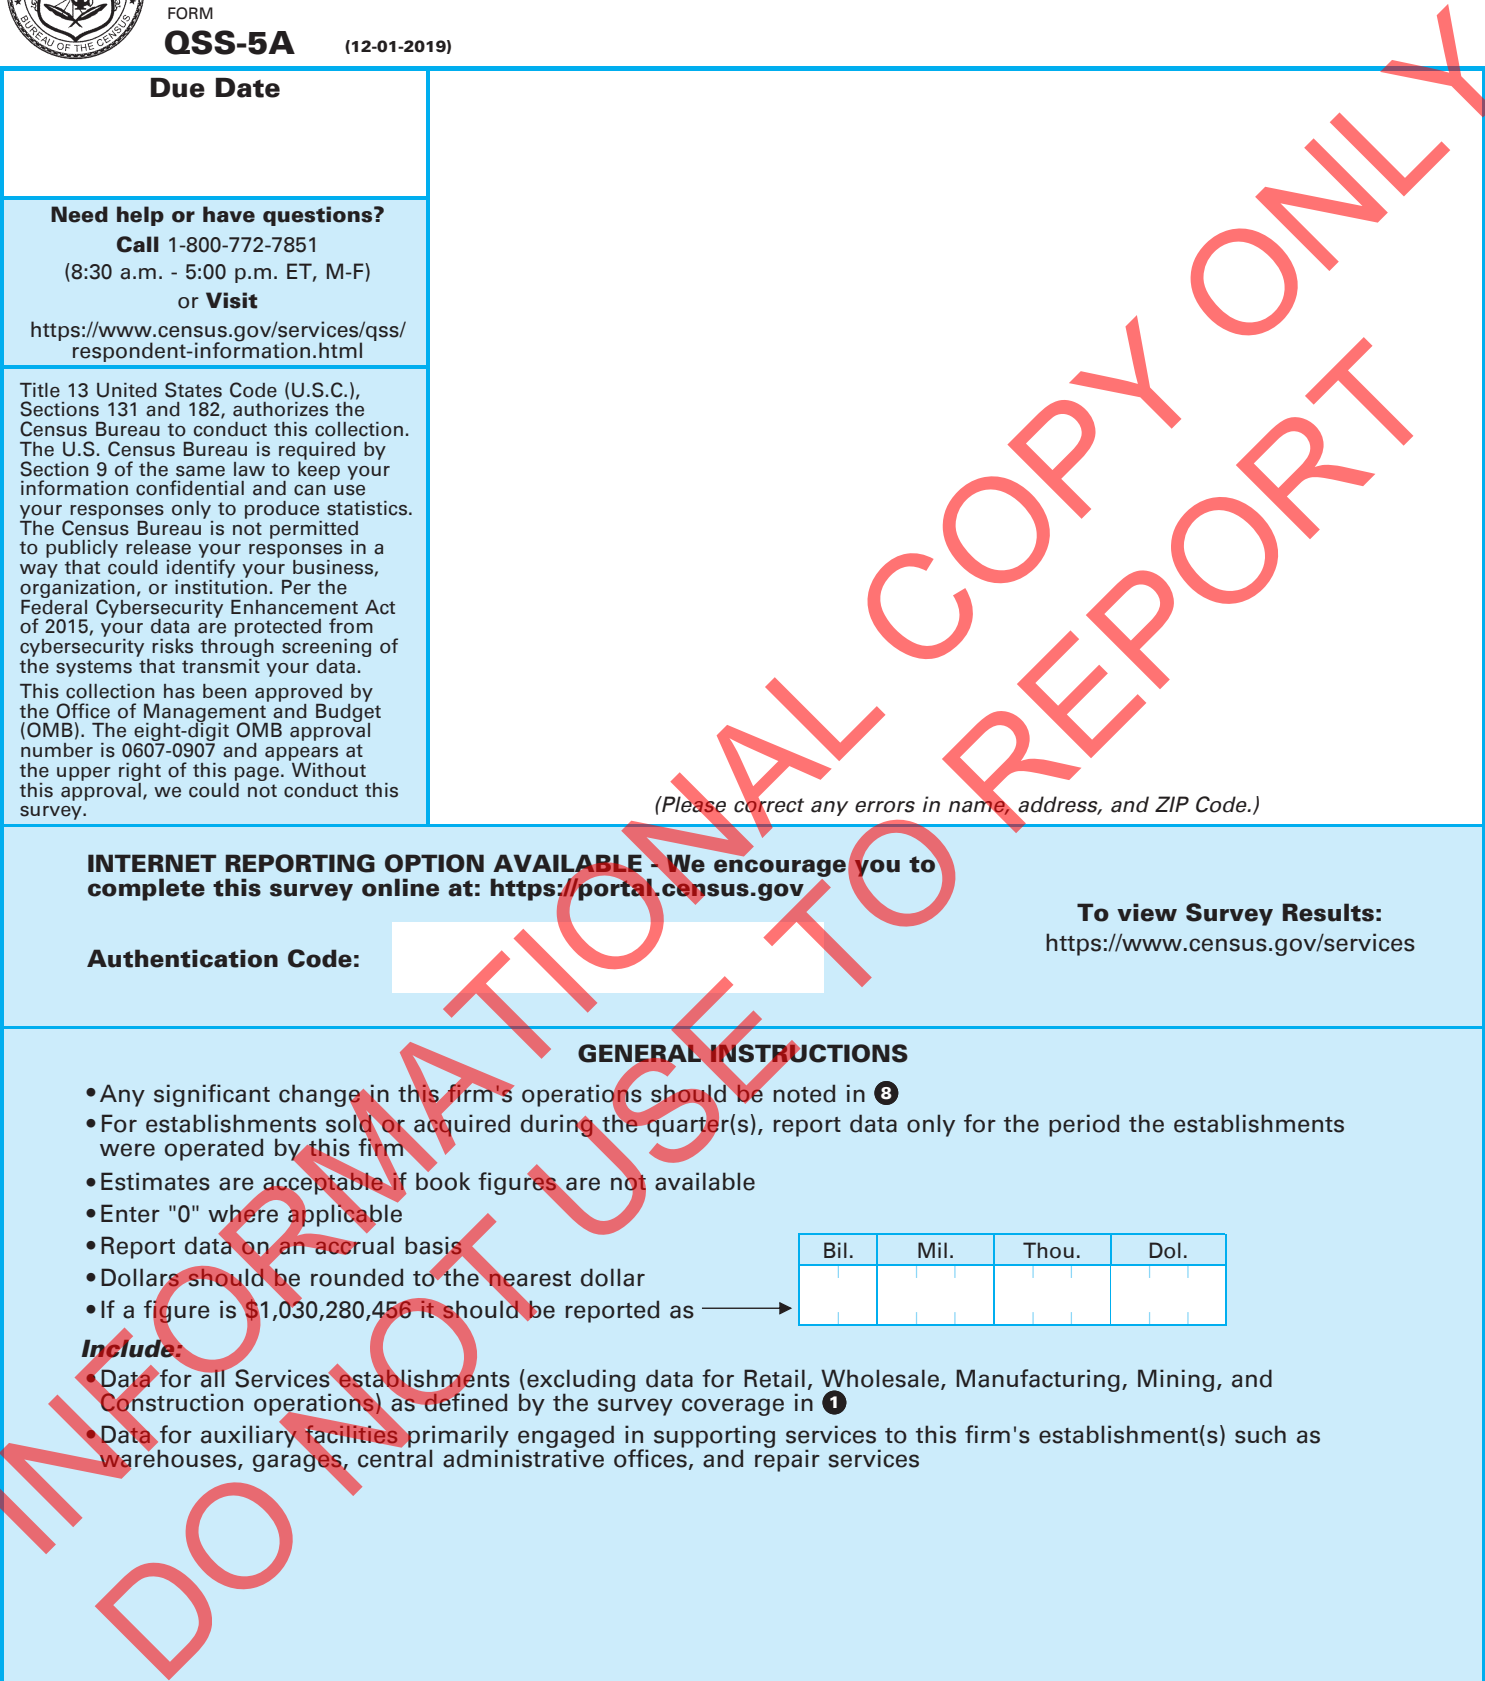 FORM
QSS-5A (12-01-2019)
BUREAU OF THE CENSUS
Due Date
Need help or have questions?
Call 1-800-772-7851
(8:30 a.m. - 5:00 p.m. ET, M-F)
or Visit
https://www.census.gov/services/qss/
respondent-information.html
Title 13 United States Code (U.S.C.),
Sections 131 and 182, authorizes the
Census Bureau to conduct this collection.
The U.S. Census Bureau is required by
Section 9 of the same law to keep your
information confidential and can use
your responses only to produce statistics.
The Census Bureau is not permitted
to publicly release your responses in a
way that could identify your business,
organization, or institution. Per the
Federal Cybersecurity Enhancement Act
of 2015, your data are protected from
cybersecurity risks through screening of
the systems that transmit your data.
This collection has been approved by
the Office of Management and Budget
(OMB). The eight-digit OMB approval
number is 0607-0907 and appears at
the upper right of this page. Without
this approval, we could not conduct this
survey.
(Please correct any errors in name, address, and ZIP Code.)
INTERNET REPORTING OPTION AVAILABLE - We encourage you to
complete this survey online at: https://portal.census.gov
Authentication Code:
To view Survey Results:
https://www.census.gov/services
GENERAL INSTRUCTIONS
• Any significant change in this firm's operations should be noted in 8
• For establishments sold or acquired during the quarter(s), report data only for the period the establishments
were operated by this firm
• Estimates are acceptable if book figures are not available
• Enter "0" where applicable
• Report data on an accrual basis
• Dollars should be rounded to the nearest dollar
• If a figure is $1,030,280,456 it should be reported as
Bil. Mil. Thou. Dol.
Include:
• Data for all Services establishments (excluding data for Retail, Wholesale, Manufacturing, Mining, and
Construction operations) as defined by the survey coverage in 1
• Data for auxiliary facilities primarily engaged in supporting services to this firm's establishment(s) such as
warehouses, garages, central administrative offices, and repair services
INFORMATIONAL COPY ONLY
DO NOT USE TO REPORT